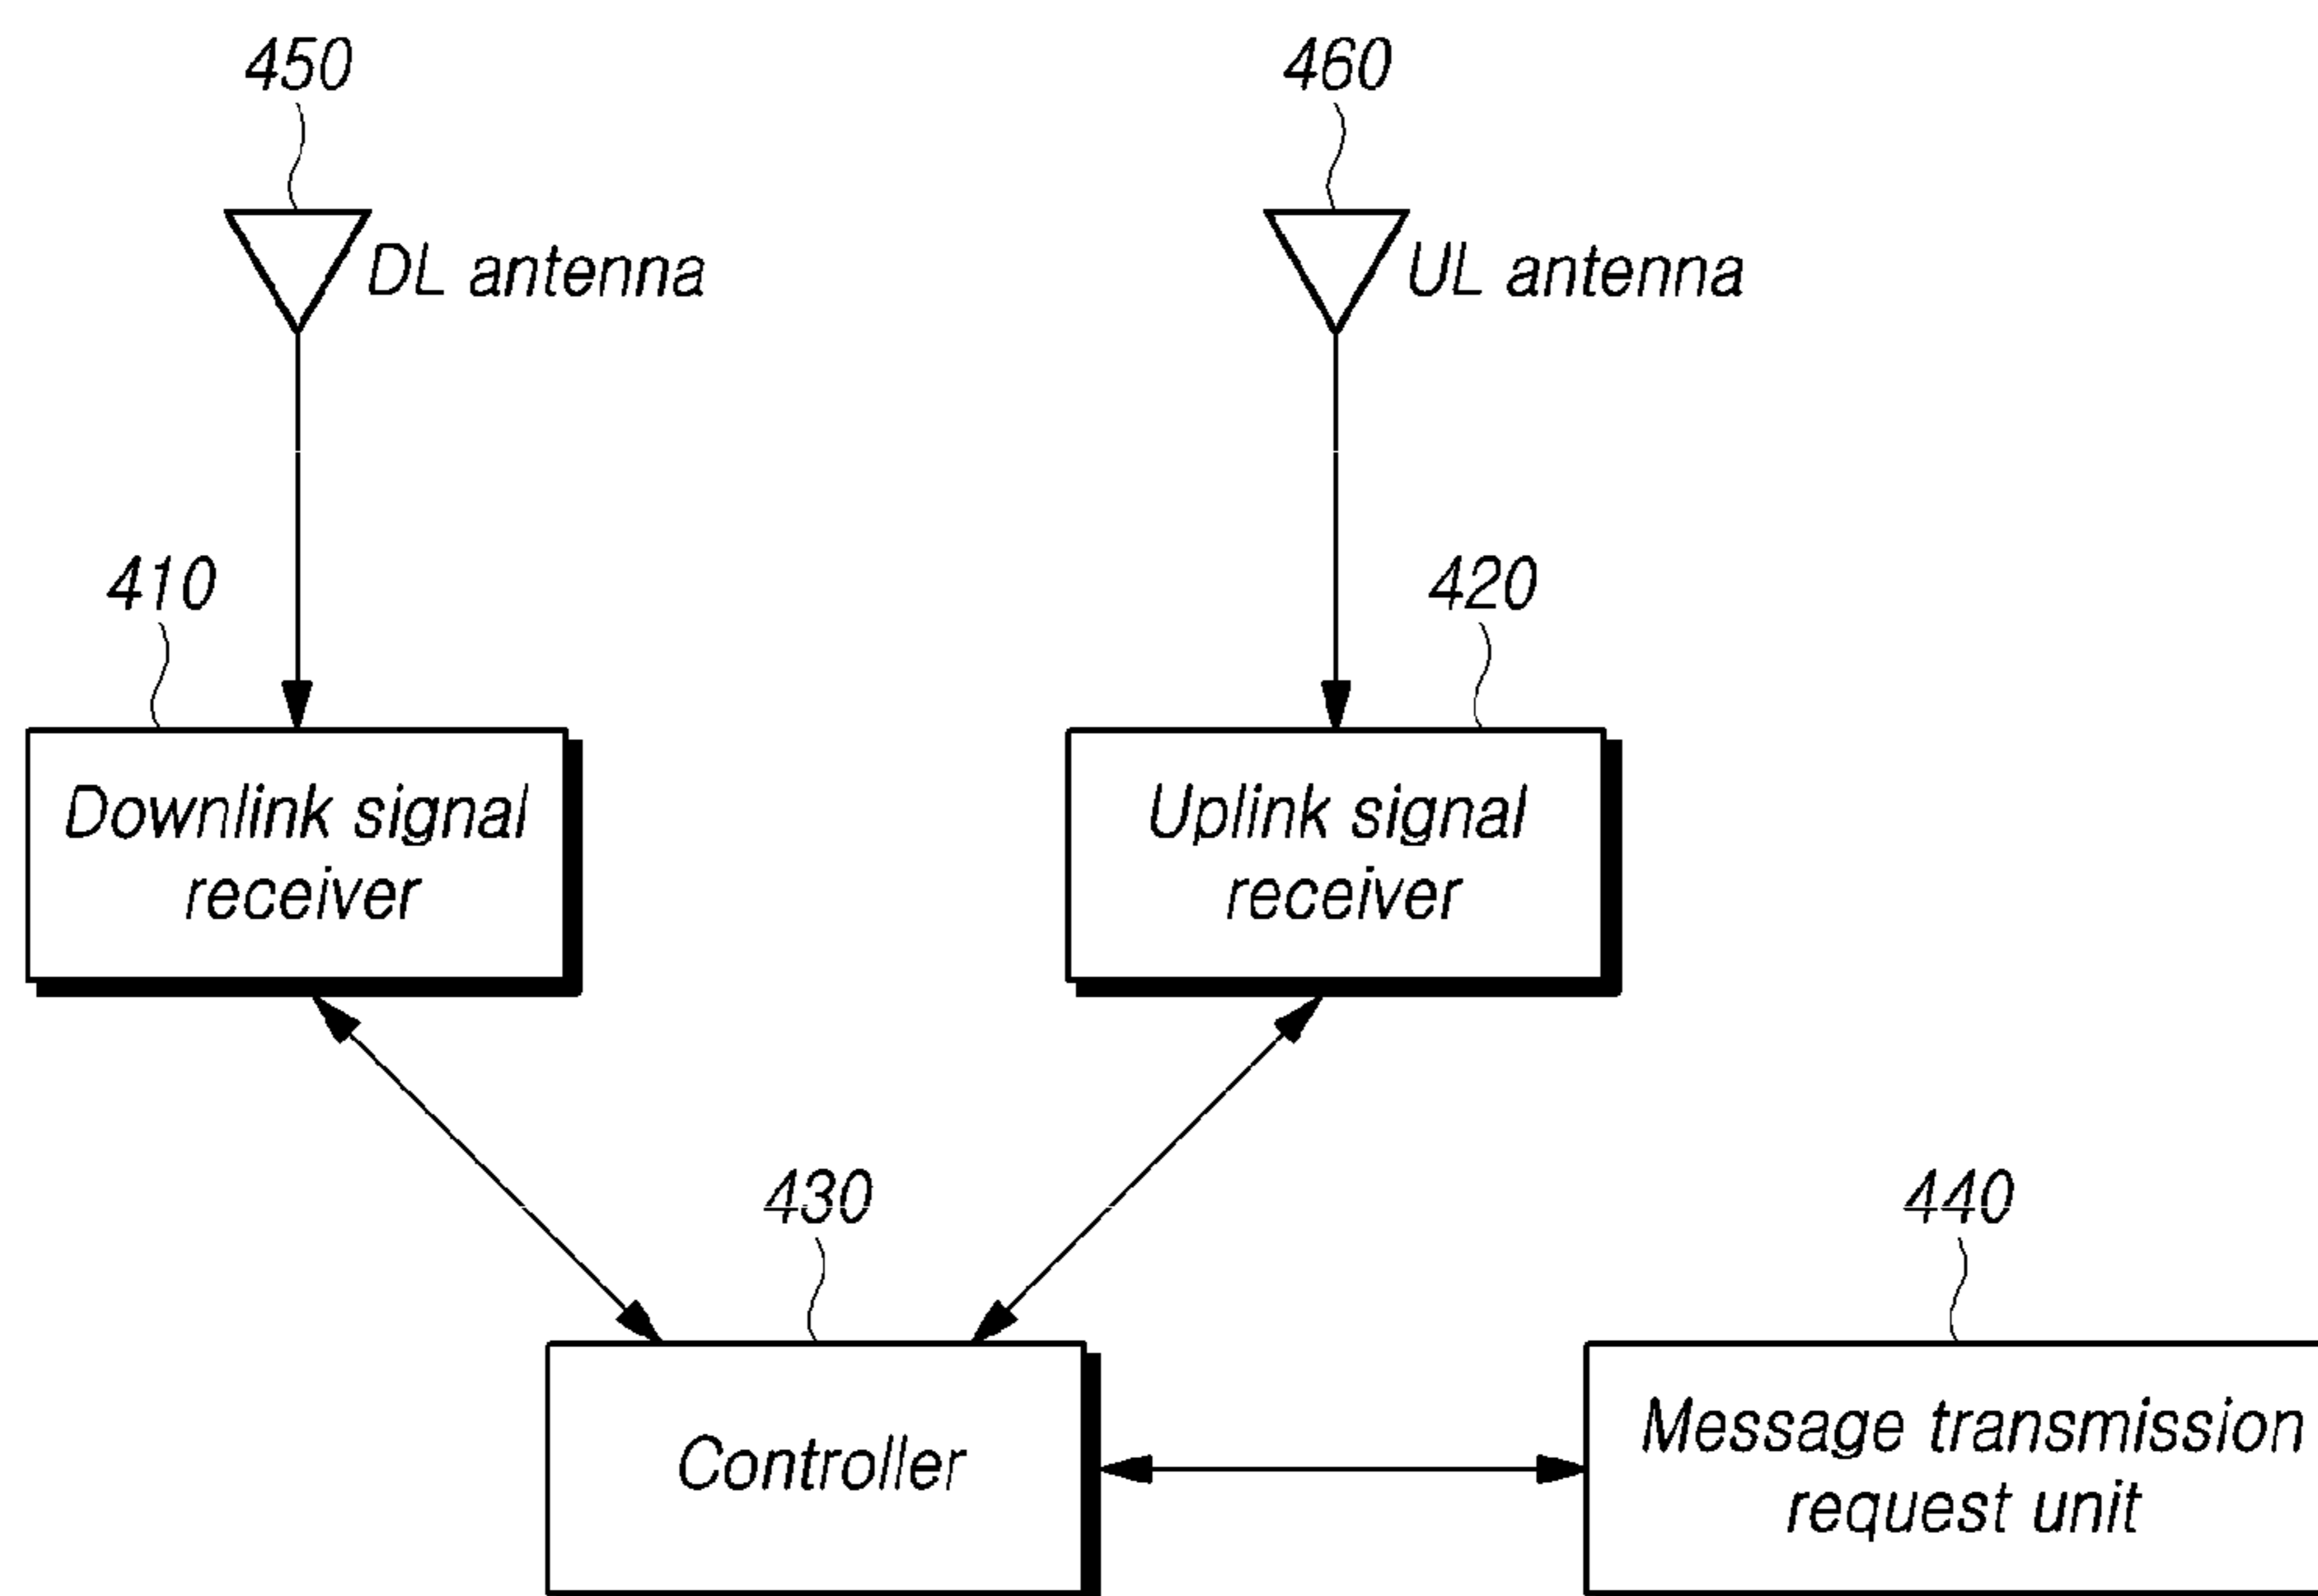 450
460
DL antenna
UL antenna
410
420
Downlink signal
receiver
Uplink signal
receiver
430
440
Controller
Message transmission
request unit